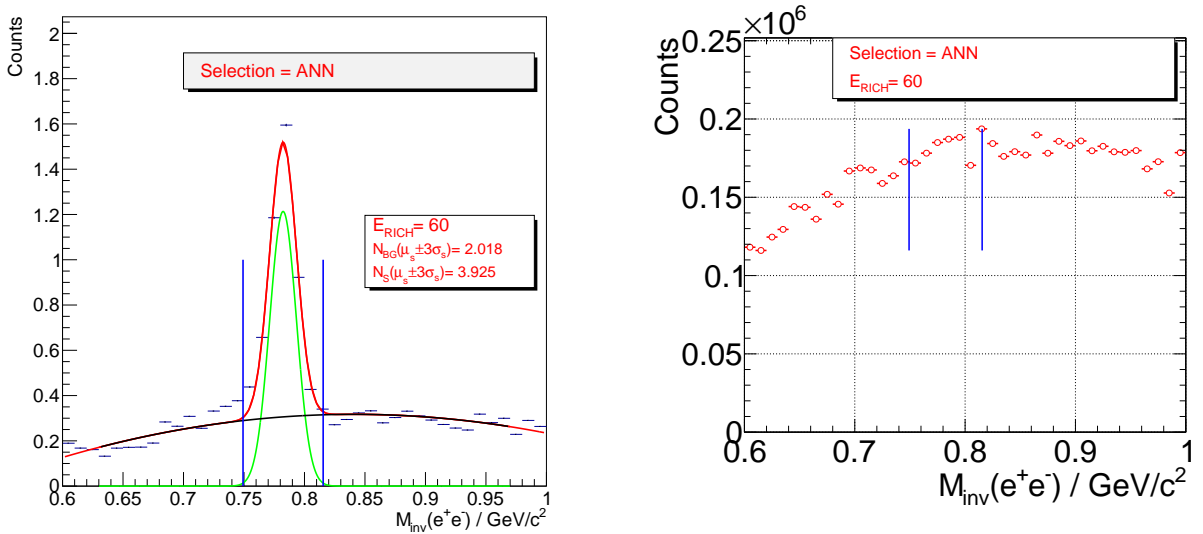 Counts
2
1.8
1.6
1.4
1.2
1.0
0.8
0.6
0.4
0.2
0
Selection = ANN
E_RICH= 60
N_BG(μ_s±3σ_s)= 2.018
N_S(μ_s±3σ_s)= 3.925
0.6 0.65 0.7 0.75 0.8 0.85 0.9 0.95 1
M_inv(e⁺e⁻) / GeV/c²
×10⁶
Counts
0.25
0.2
0.15
0.1
0.05
0
Selection = ANN
E_RICH= 60
0.6 0.7 0.8 0.9 1
M_inv(e⁺e⁻) / GeV/c²